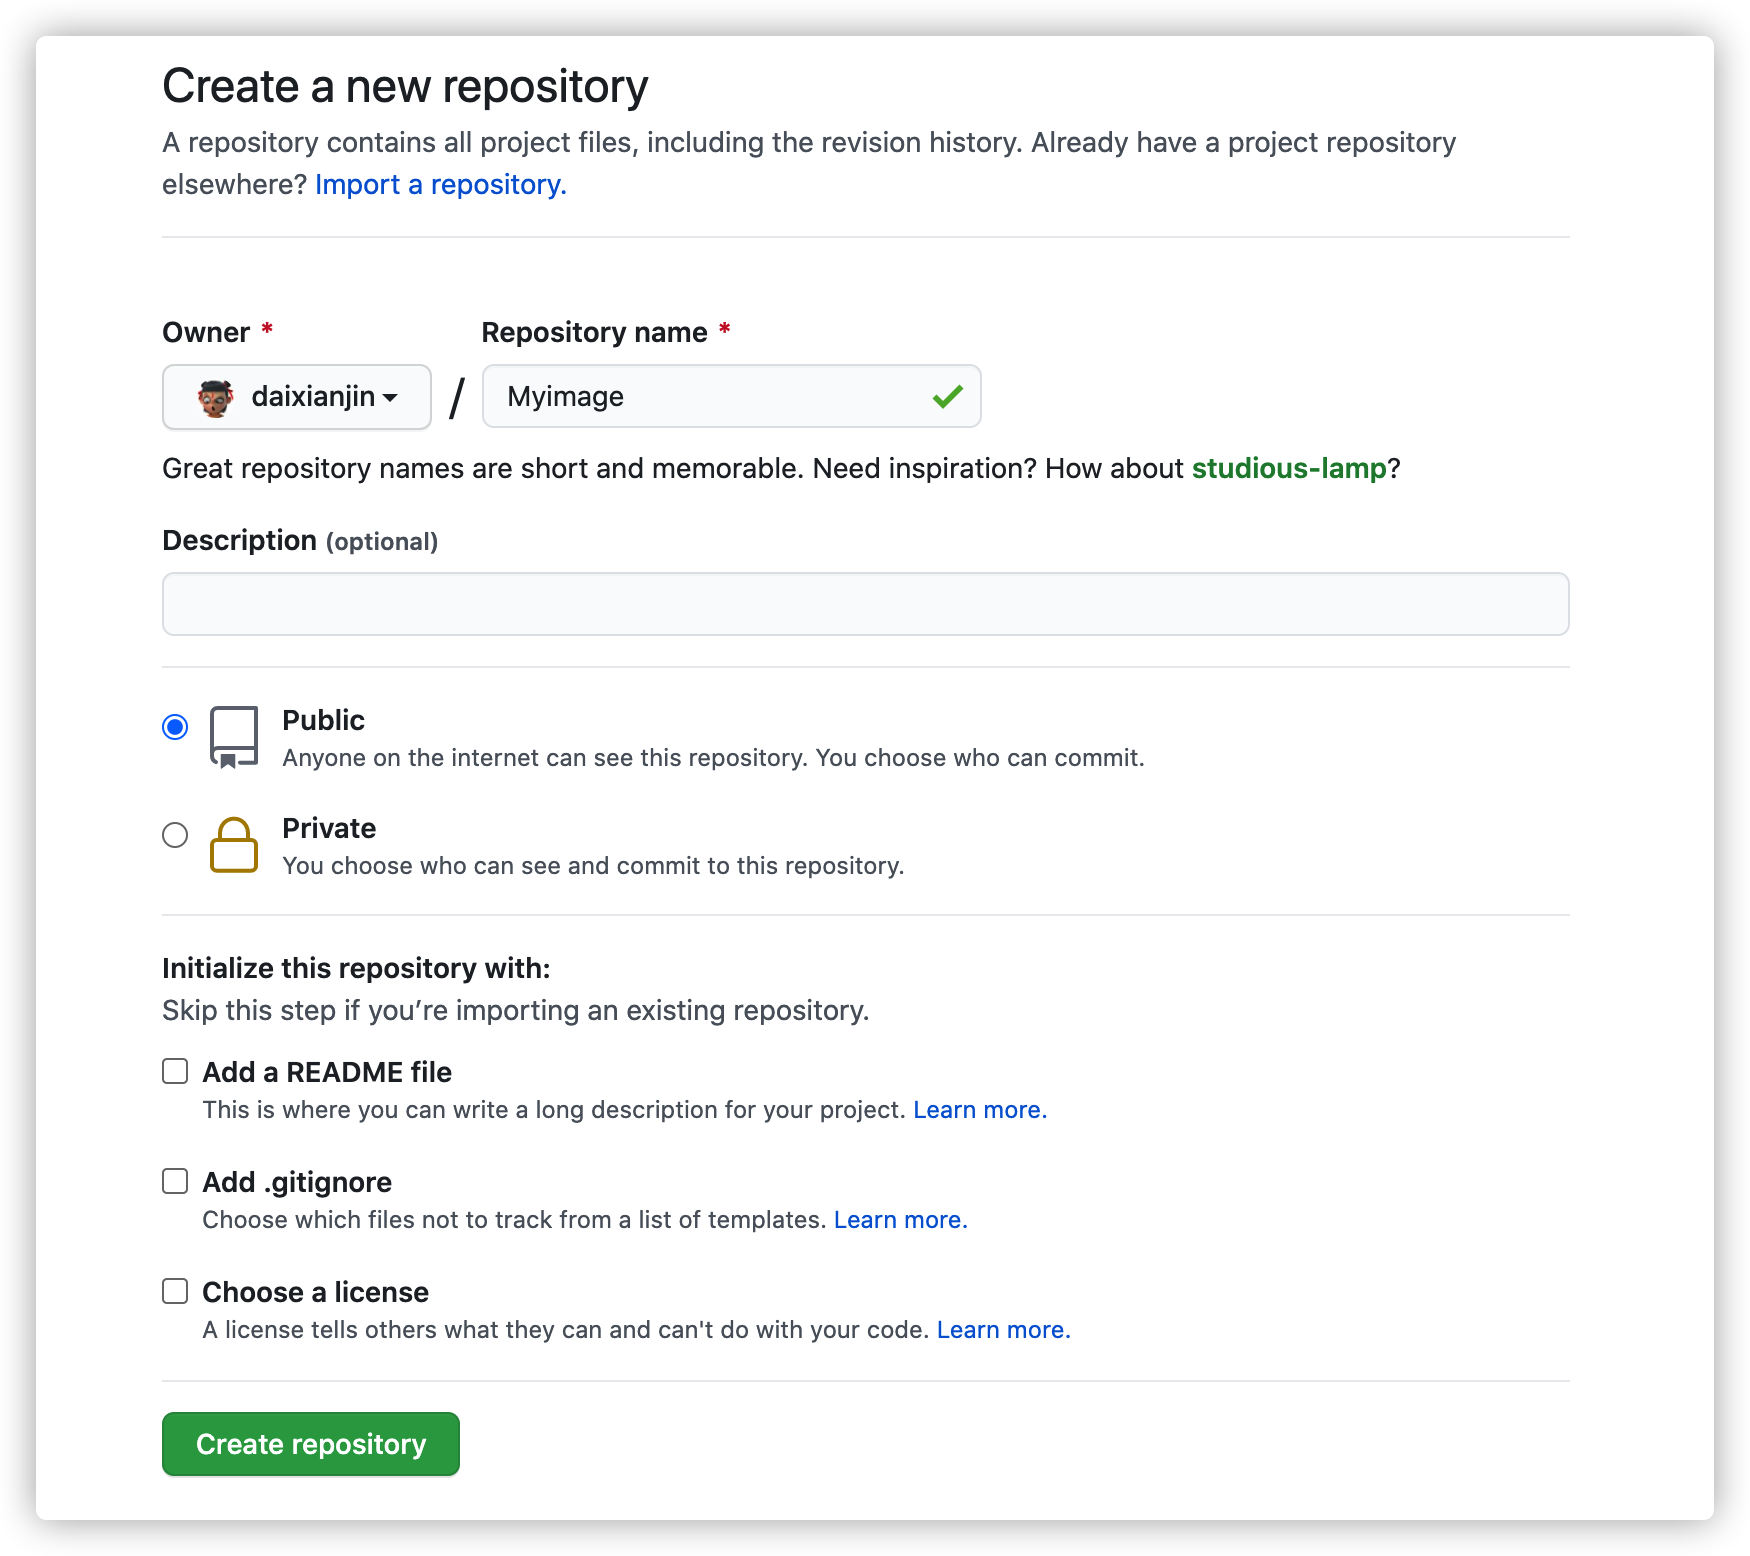 Create a new repository
A repository contains all project files, including the revision history. Already have a project repository
elsewhere? Import a repository.
Owner *
Repository name *
daixianjin / Myimage
Great repository names are short and memorable. Need inspiration? How about studious-lamp?
Description (optional)
Public
Anyone on the internet can see this repository. You choose who can commit.
Private
You choose who can see and commit to this repository.
Initialize this repository with:
Skip this step if you’re importing an existing repository.
Add a README file
This is where you can write a long description for your project. Learn more.
Add .gitignore
Choose which files not to track from a list of templates. Learn more.
Choose a license
A license tells others what they can and can't do with your code. Learn more.
Create repository